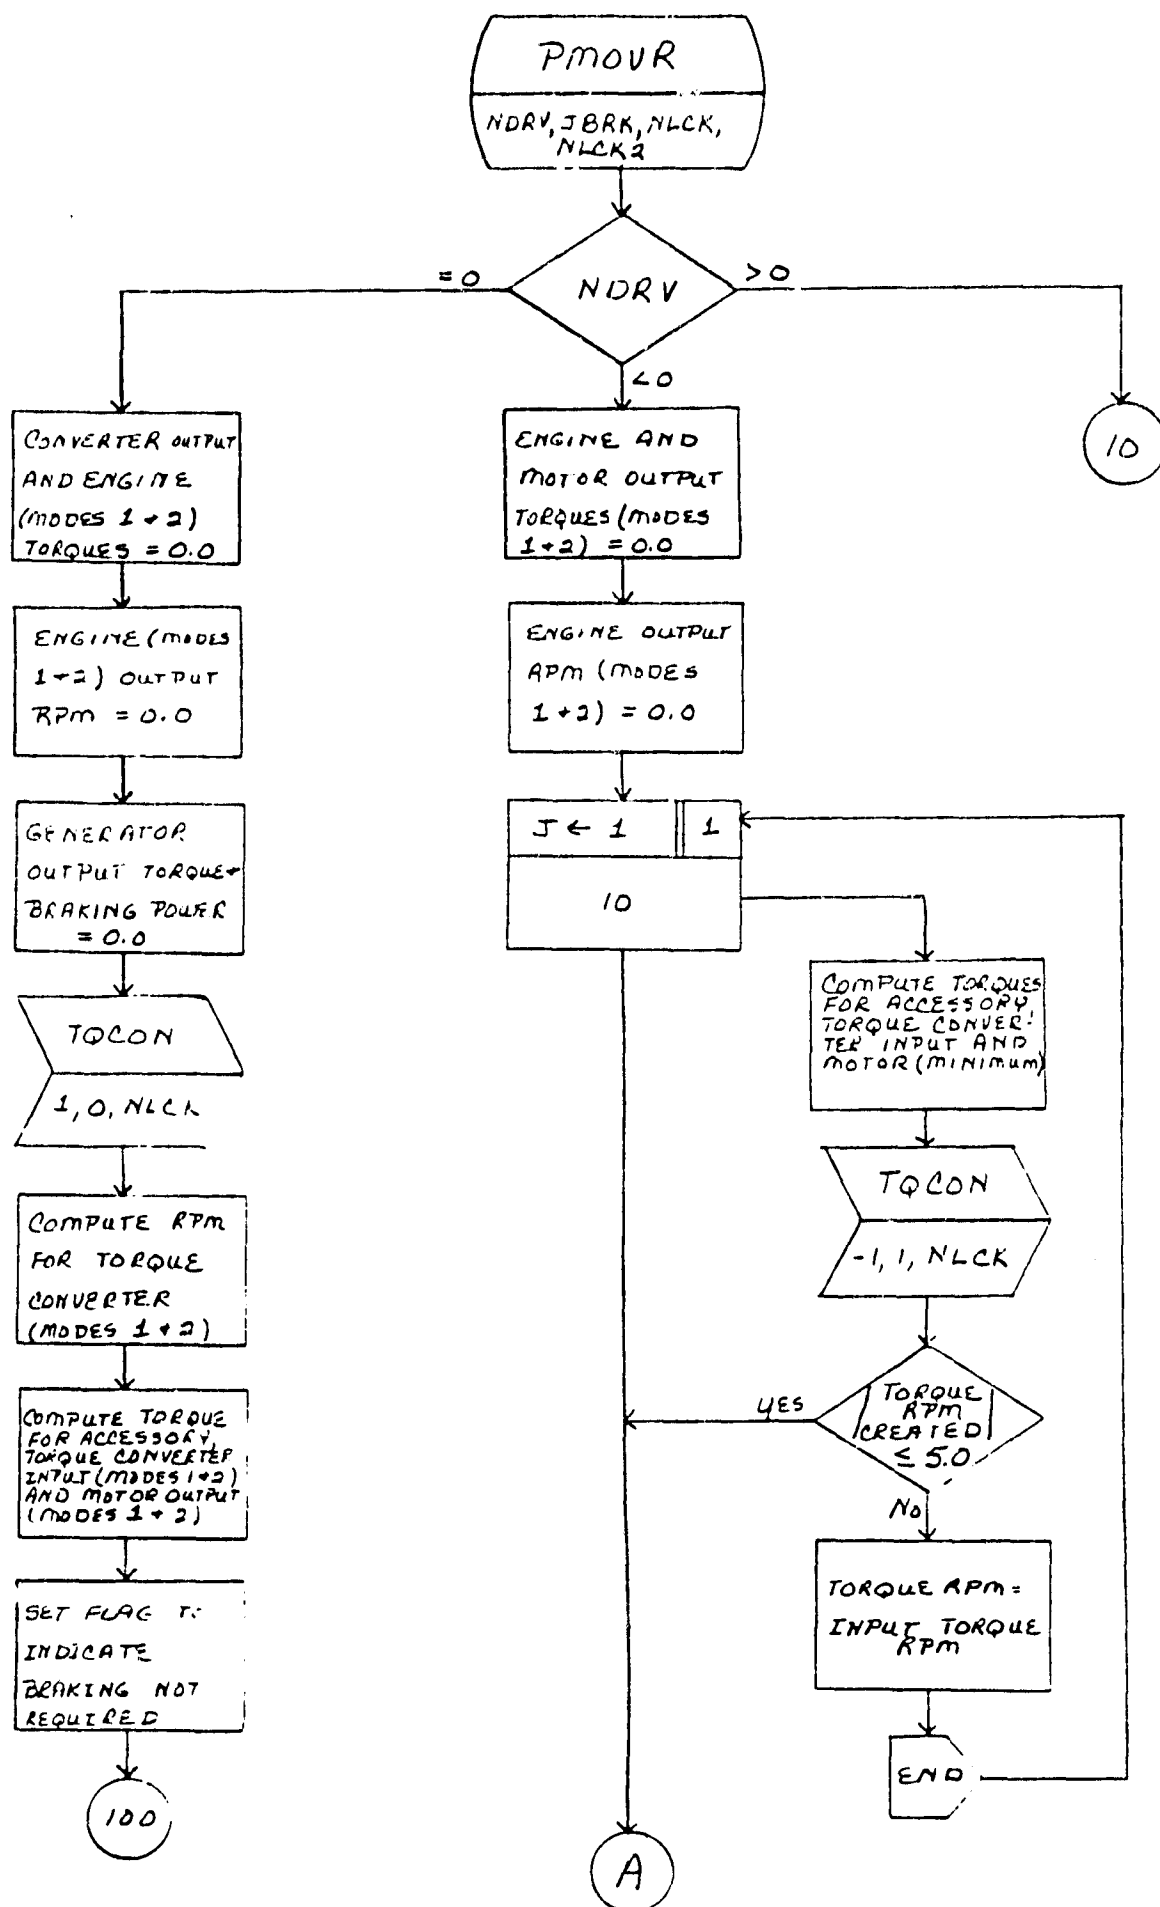 PMOVR
NDRV, JBRK, NLCK,
NLCK2
=0
NDRV
>0
<0
10
CONVERTER OUTPUT
AND ENGINE
(MODES 1+2)
TORQUES = 0.0
ENGINE (MODES
1+2) OUTPUT
RPM = 0.0
GENERATOR
OUTPUT TORQUE+
BRAKING POWER
= 0.0
TQCON
1, 0, NLCK
COMPUTE RPM
FOR TORQUE
CONVERTER
(MODES 1+2)
COMPUTE TORQUE
FOR ACCESSORY,
TORQUE CONVERTER
INPUT (MODES 1+2)
AND MOTOR OUTPUT
(MODES 1+2)
SET FLAG TO
INDICATE
BRAKING NOT
REQUIRED
100
ENGINE AND
MOTOR OUTPUT
TORQUES (MODES
1+2) = 0.0
ENGINE OUTPUT
RPM (MODES
1+2) = 0.0
J ← 1
1
10
COMPUTE TORQUES
FOR ACCESSORY,
TORQUE CONVER-
TER INPUT AND
MOTOR (MINIMUM)
TQCON
-1, 1, NLCK
YES
|TORQUE
RPM
CREATED|
≤ 5.0
NO
TORQUE RPM =
INPUT TORQUE
RPM
END
A